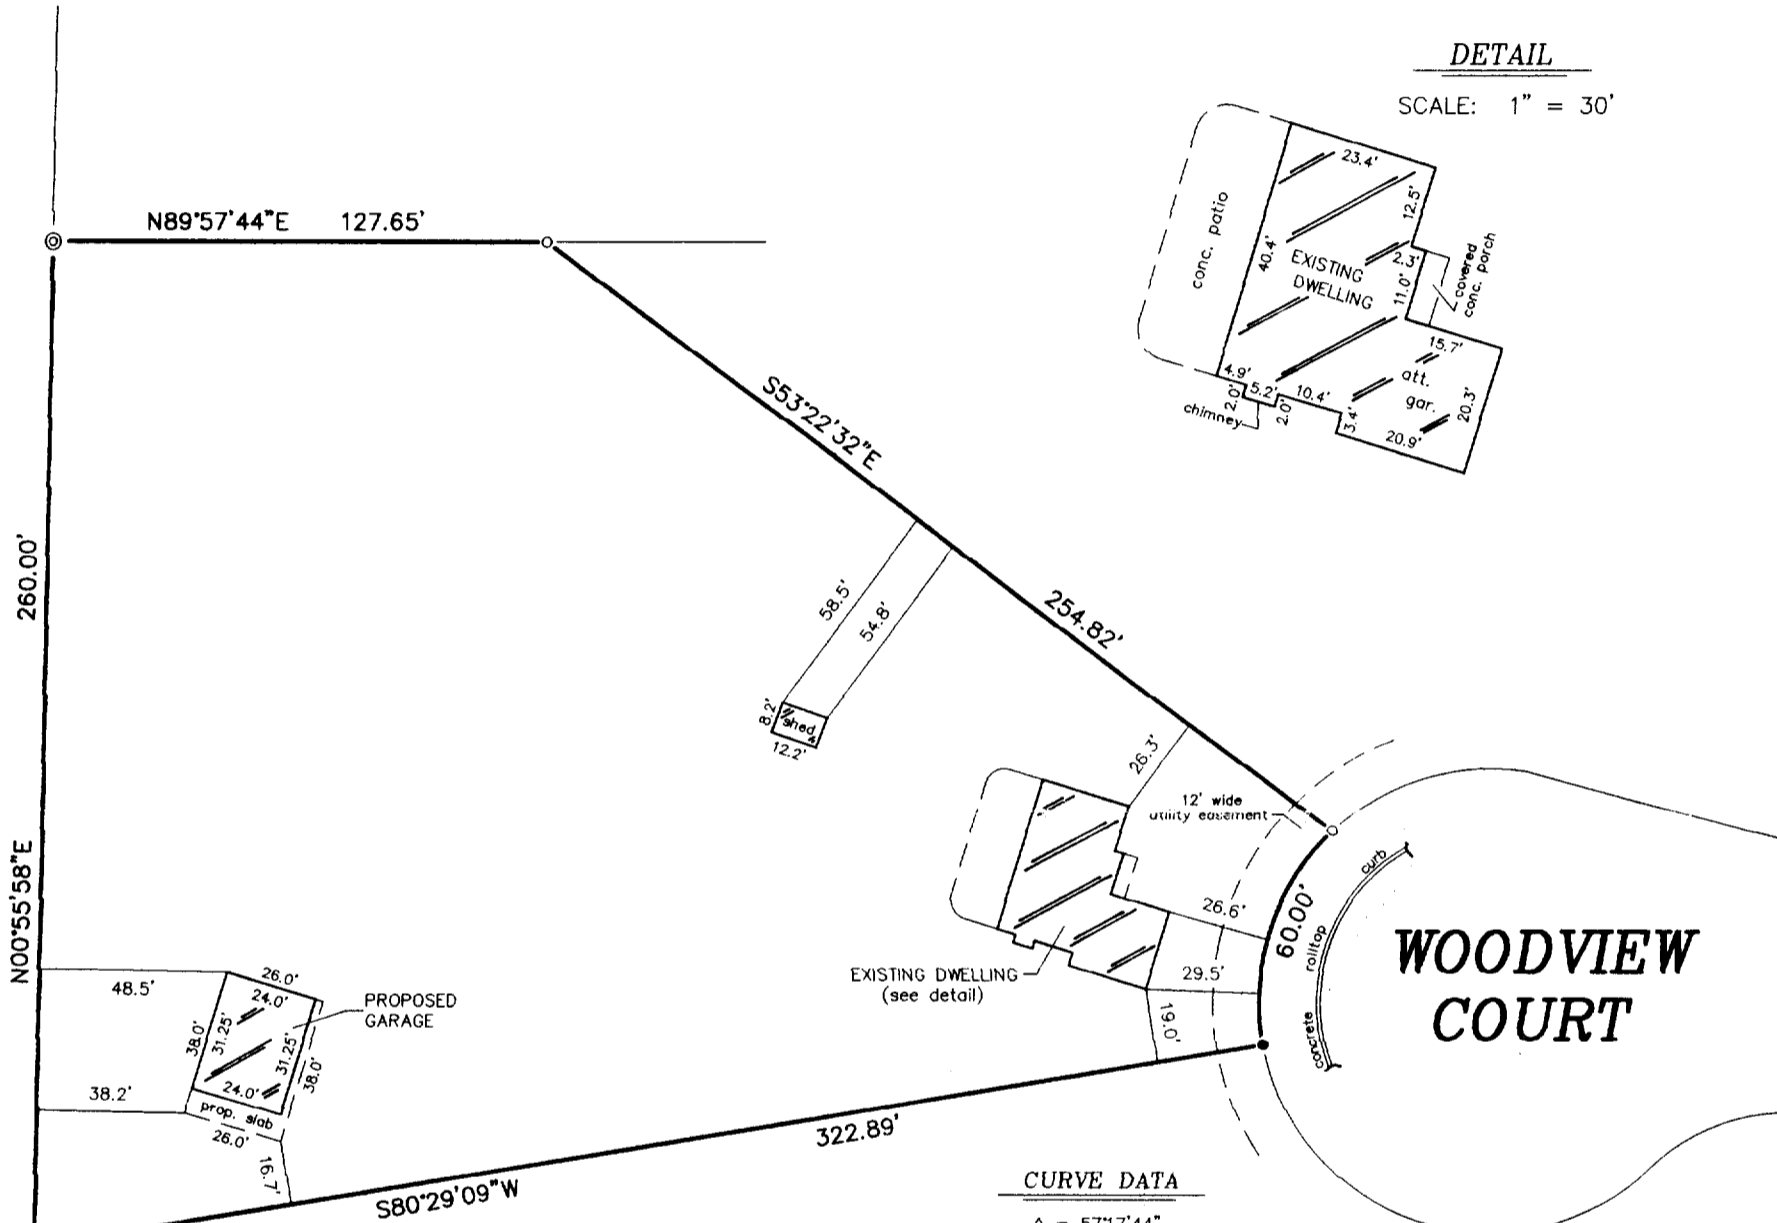 DETAIL
SCALE: 1" = 30'
23.4'
12.5'
conc. patio
40.4'
EXISTING
DWELLING
2.3'
11.0'
covered
conc. porch
15.7'
att.
gar.
20.3'
4.9'
2.0'
5.2'
2.0'
10.4'
3.4'
20.9'
chimney
N89°57'44"E 127.65'
S53°22'32"E
254.82'
260.00'
N00°55'58"E
58.5'
54.8'
8.2'
shed
12.2'
26.3'
12' wide
utility easement
26.6'
60.00'
curb
rolltop
concrete
WOODVIEW
COURT
EXISTING DWELLING
(see detail)
29.5'
19.0'
48.5'
26.0'
24.0'
PROPOSED
GARAGE
38.0'
31.25'
31.25'
38.0'
24.0'
38.2'
prop. slab
26.0'
16.7'
322.89'
S80°29'09"W
CURVE DATA
Δ = 57°17'44"